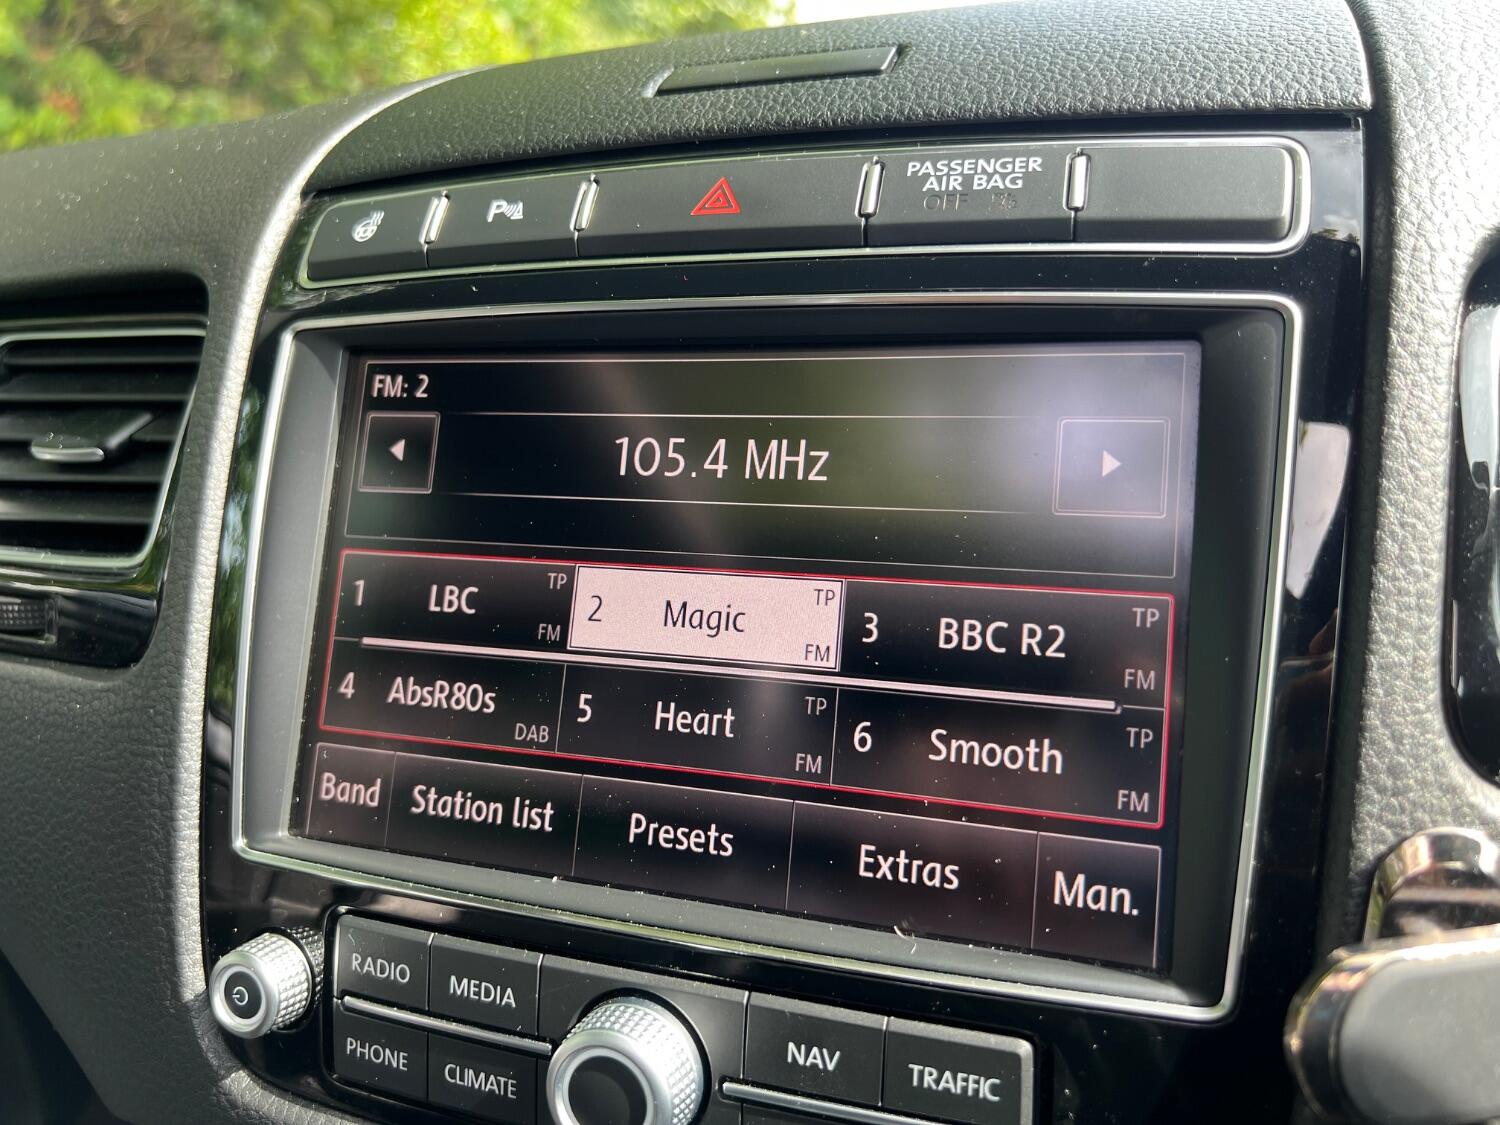 P
PASSENGER
AIR BAG
OFF
FM: 2
105.4 MHz
1 LBC TP FM
2 Magic TP FM
3 BBC R2 TP FM
4 AbsR80s DAB
5 Heart TP FM
6 Smooth TP FM
Band Station list Presets Extras Man.
RADIO MEDIA
PHONE CLIMATE
NAV TRAFFIC